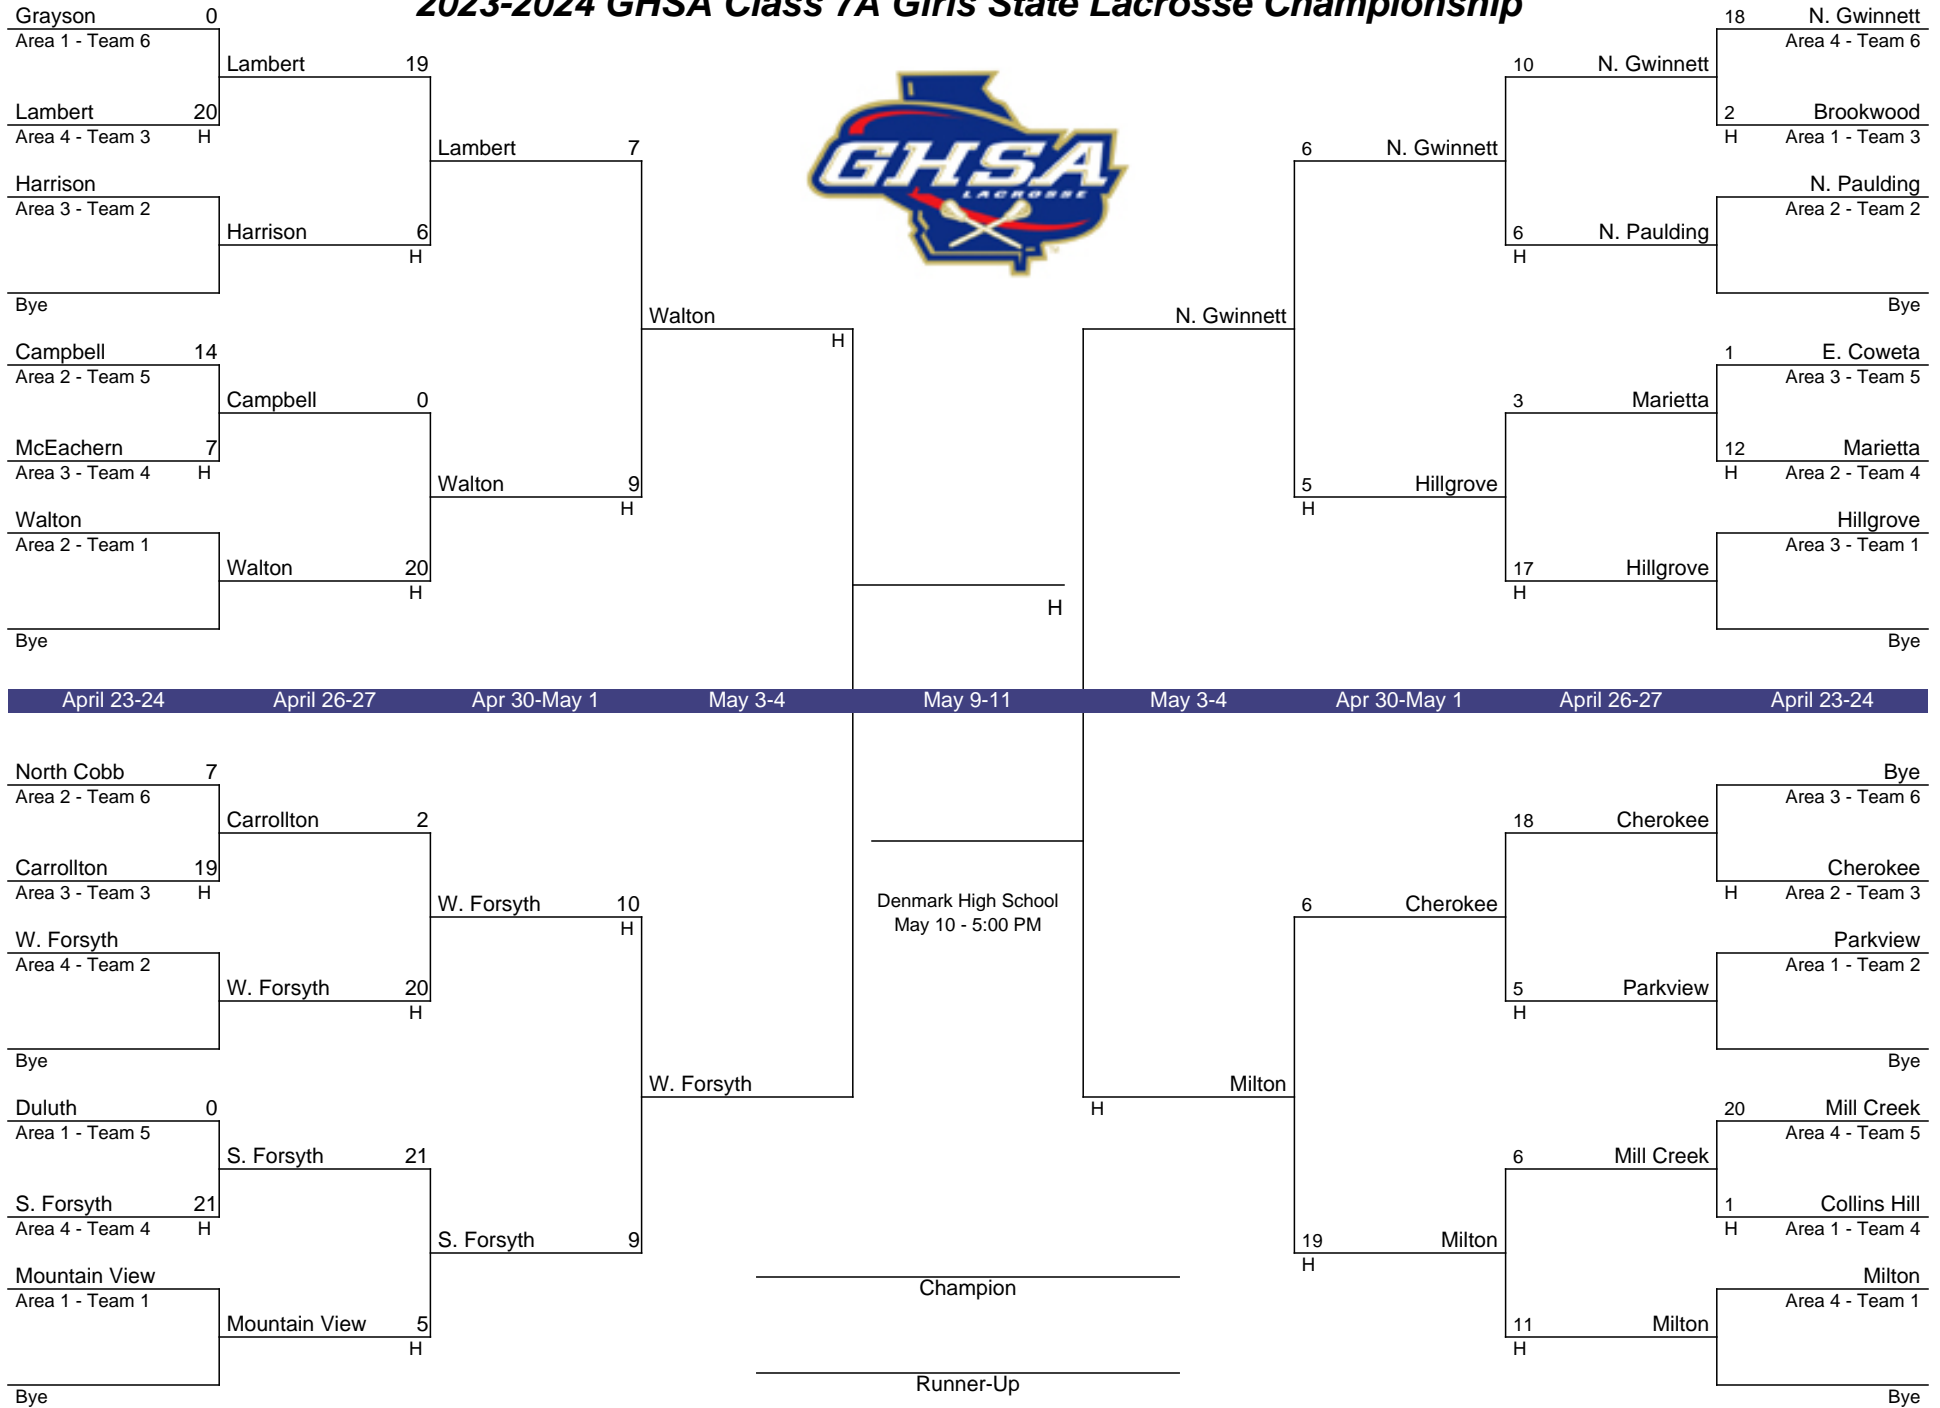 2023-2024 GHSA Class 7A Girls State Lacrosse Championship
GHSA
LACROSSE
Grayson 0
Area 1 - Team 6
Lambert 20
Area 4 - Team 3 H
Harrison
Area 3 - Team 2
Bye
Campbell 14
Area 2 - Team 5
McEachern 7
Area 3 - Team 4 H
Walton
Area 2 - Team 1
Bye
Lambert 19
Harrison 6
H
Campbell 0
Walton 20
H
Lambert 7
Walton 9
H
Walton
H
H
N. Gwinnett
6 N. Gwinnett
5 Hillgrove
H
10 N. Gwinnett
6 N. Paulding
H
3 Marietta
17 Hillgrove
H
18 N. Gwinnett
Area 4 - Team 6
2 Brookwood
H Area 1 - Team 3
N. Paulding
Area 2 - Team 2
Bye
1 E. Coweta
Area 3 - Team 5
12 Marietta
H Area 2 - Team 4
Hillgrove
Area 3 - Team 1
Bye
April 23-24 April 26-27 Apr 30-May 1 May 3-4 May 9-11 May 3-4 Apr 30-May 1 April 26-27 April 23-24
North Cobb 7
Area 2 - Team 6
Carrollton 19
Area 3 - Team 3 H
W. Forsyth
Area 4 - Team 2
Bye
Duluth 0
Area 1 - Team 5
S. Forsyth 21
Area 4 - Team 4 H
Mountain View
Area 1 - Team 1
Bye
Carrollton 2
W. Forsyth 20
H
S. Forsyth 21
Mountain View 5
H
W. Forsyth 10
H
S. Forsyth 9
W. Forsyth
Denmark High School
May 10 - 5:00 PM
Milton
H
6 Cherokee
19 Milton
H
18 Cherokee
5 Parkview
H
6 Mill Creek
11 Milton
H
Bye
Area 3 - Team 6
Cherokee
H Area 2 - Team 3
Parkview
Area 1 - Team 2
Bye
20 Mill Creek
Area 4 - Team 5
1 Collins Hill
H Area 1 - Team 4
Milton
Area 4 - Team 1
Bye
Champion
Runner-Up